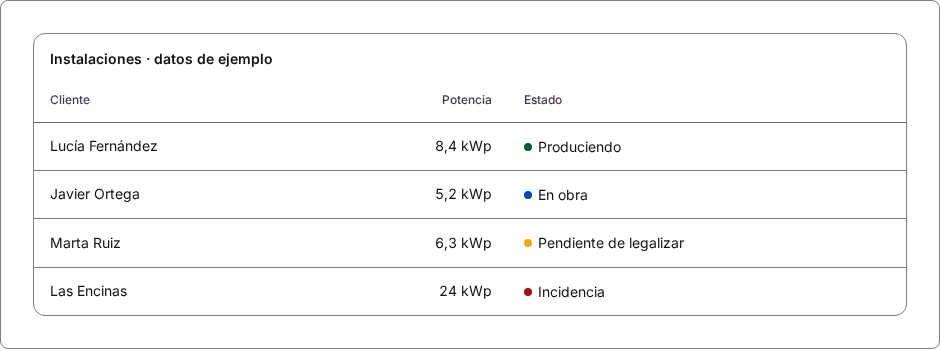 Instalaciones · datos de ejemplo
Cliente Potencia Estado
Lucía Fernández 8,4 kWp Produciendo
Javier Ortega 5,2 kWp En obra
Marta Ruiz 6,3 kWp Pendiente de legalizar
Las Encinas 24 kWp Incidencia